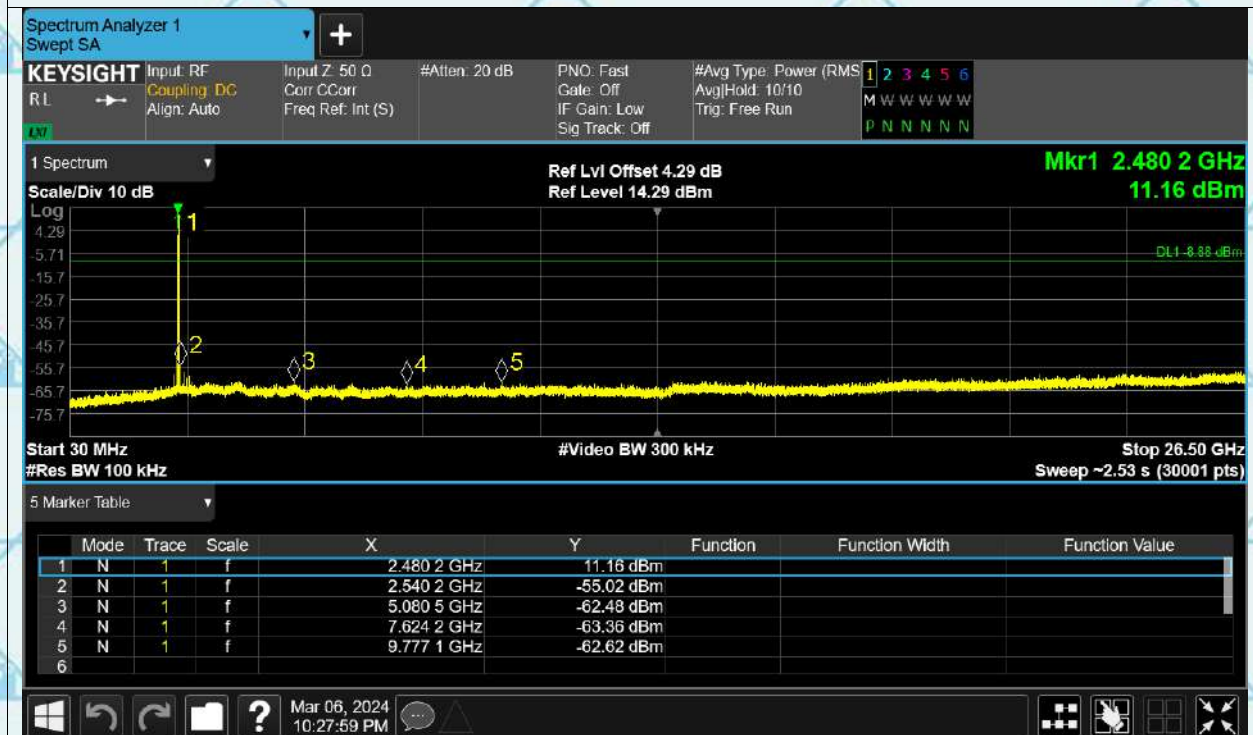 Spectrum Analyzer 1
Swept SA
+
KEYSIGHT Input: RF Input Z: 50 Ω #Atten: 20 dB PNO: Fast #Avg Type: Power (RMS 1 2 3 4 5 6
RL Coupling: DC Corr CCorr Gate: Off Avg|Hold: 10/10 M W W W W W
Align: Auto Freq Ref: Int (S) IF Gain: Low Trig: Free Run
LXI Sig Track: Off P N N N N N
1 Spectrum Ref Lvl Offset 4.29 dB Mkr1 2.480 2 GHz
Scale/Div 10 dB Ref Level 14.29 dBm 11.16 dBm
Log
1
4.29
-5.71 DL1 -8.88 dBm
-15.7
-25.7
-35.7
-45.7 2
-55.7 3 4 5
-65.7
-75.7
Start 30 MHz #Video BW 300 kHz Stop 26.50 GHz
#Res BW 100 kHz Sweep ~2.53 s (30001 pts)
5 Marker Table
Mode Trace Scale X Y Function Function Width Function Value
1 N 1 f 2.480 2 GHz 11.16 dBm
2 N 1 f 2.540 2 GHz -55.02 dBm
3 N 1 f 5.080 5 GHz -62.48 dBm
4 N 1 f 7.624 2 GHz -63.36 dBm
5 N 1 f 9.777 1 GHz -62.62 dBm
6
? Mar 06, 2024
10:27:59 PM